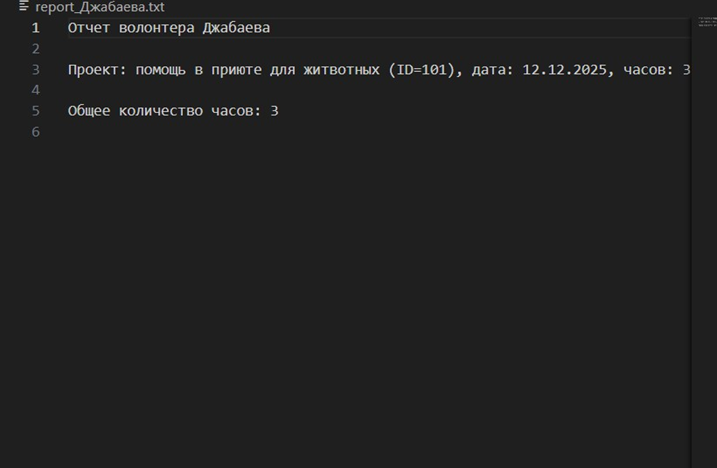 report_Джабаева.txt
1 Отчет волонтера Джабаева
2
3 Проект: помощь в приюте для житвотных (ID=101), дата: 12.12.2025, часов: 3
4
5 Общее количество часов: 3
6